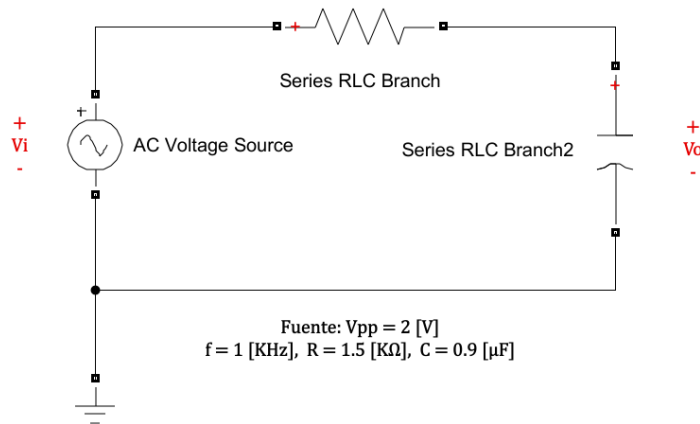 +
Series RLC Branch
+
+
+
Vi
-
AC Voltage Source
Series RLC Branch2
+
Vo
-
Fuente: Vpp = 2 [V]
f = 1 [KHz], R = 1.5 [KΩ], C = 0.9 [μF]